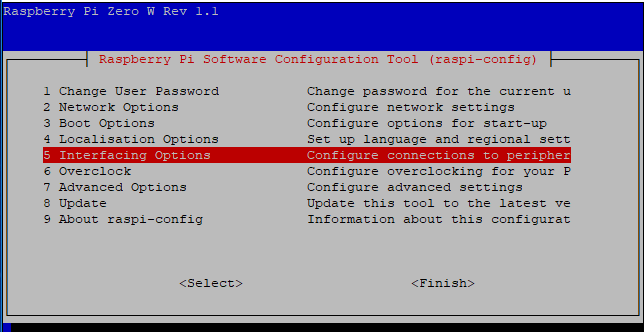 Raspberry Pi Zero W Rev 1.1
Raspberry Pi Software Configuration Tool (raspi-config)
1 Change User Password Change password for the current u
2 Network Options Configure network settings
3 Boot Options Configure options for start-up
4 Localisation Options Set up language and regional sett
5 Interfacing Options Configure connections to peripher
6 Overclock Configure overclocking for your P
7 Advanced Options Configure advanced settings
8 Update Update this tool to the latest ve
9 About raspi-config Information about this configurat
<Select> <Finish>